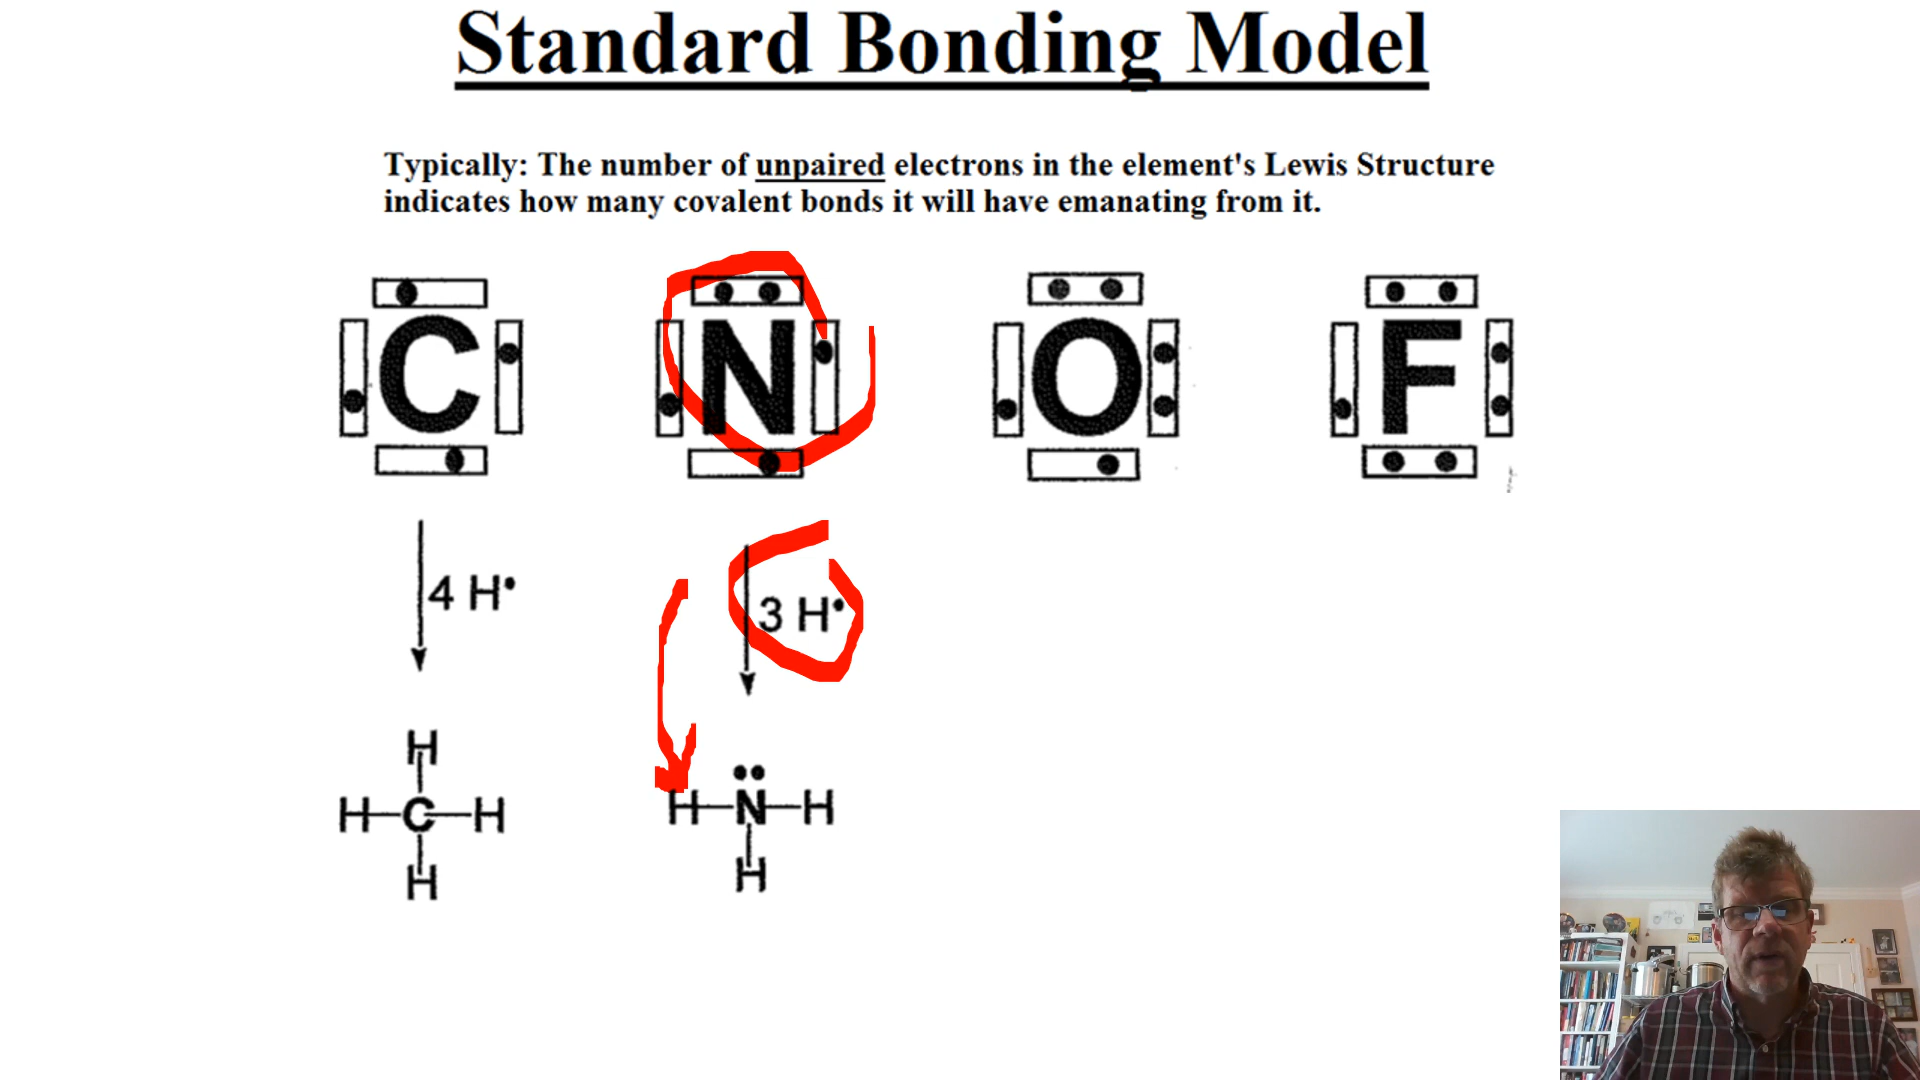 Standard Bonding Model
Typically: The number of unpaired electrons in the element's Lewis Structure
indicates how many covalent bonds it will have emanating from it.
C N O F
4 H•
3 H•
H
H—C—H
H
H—N—H
H